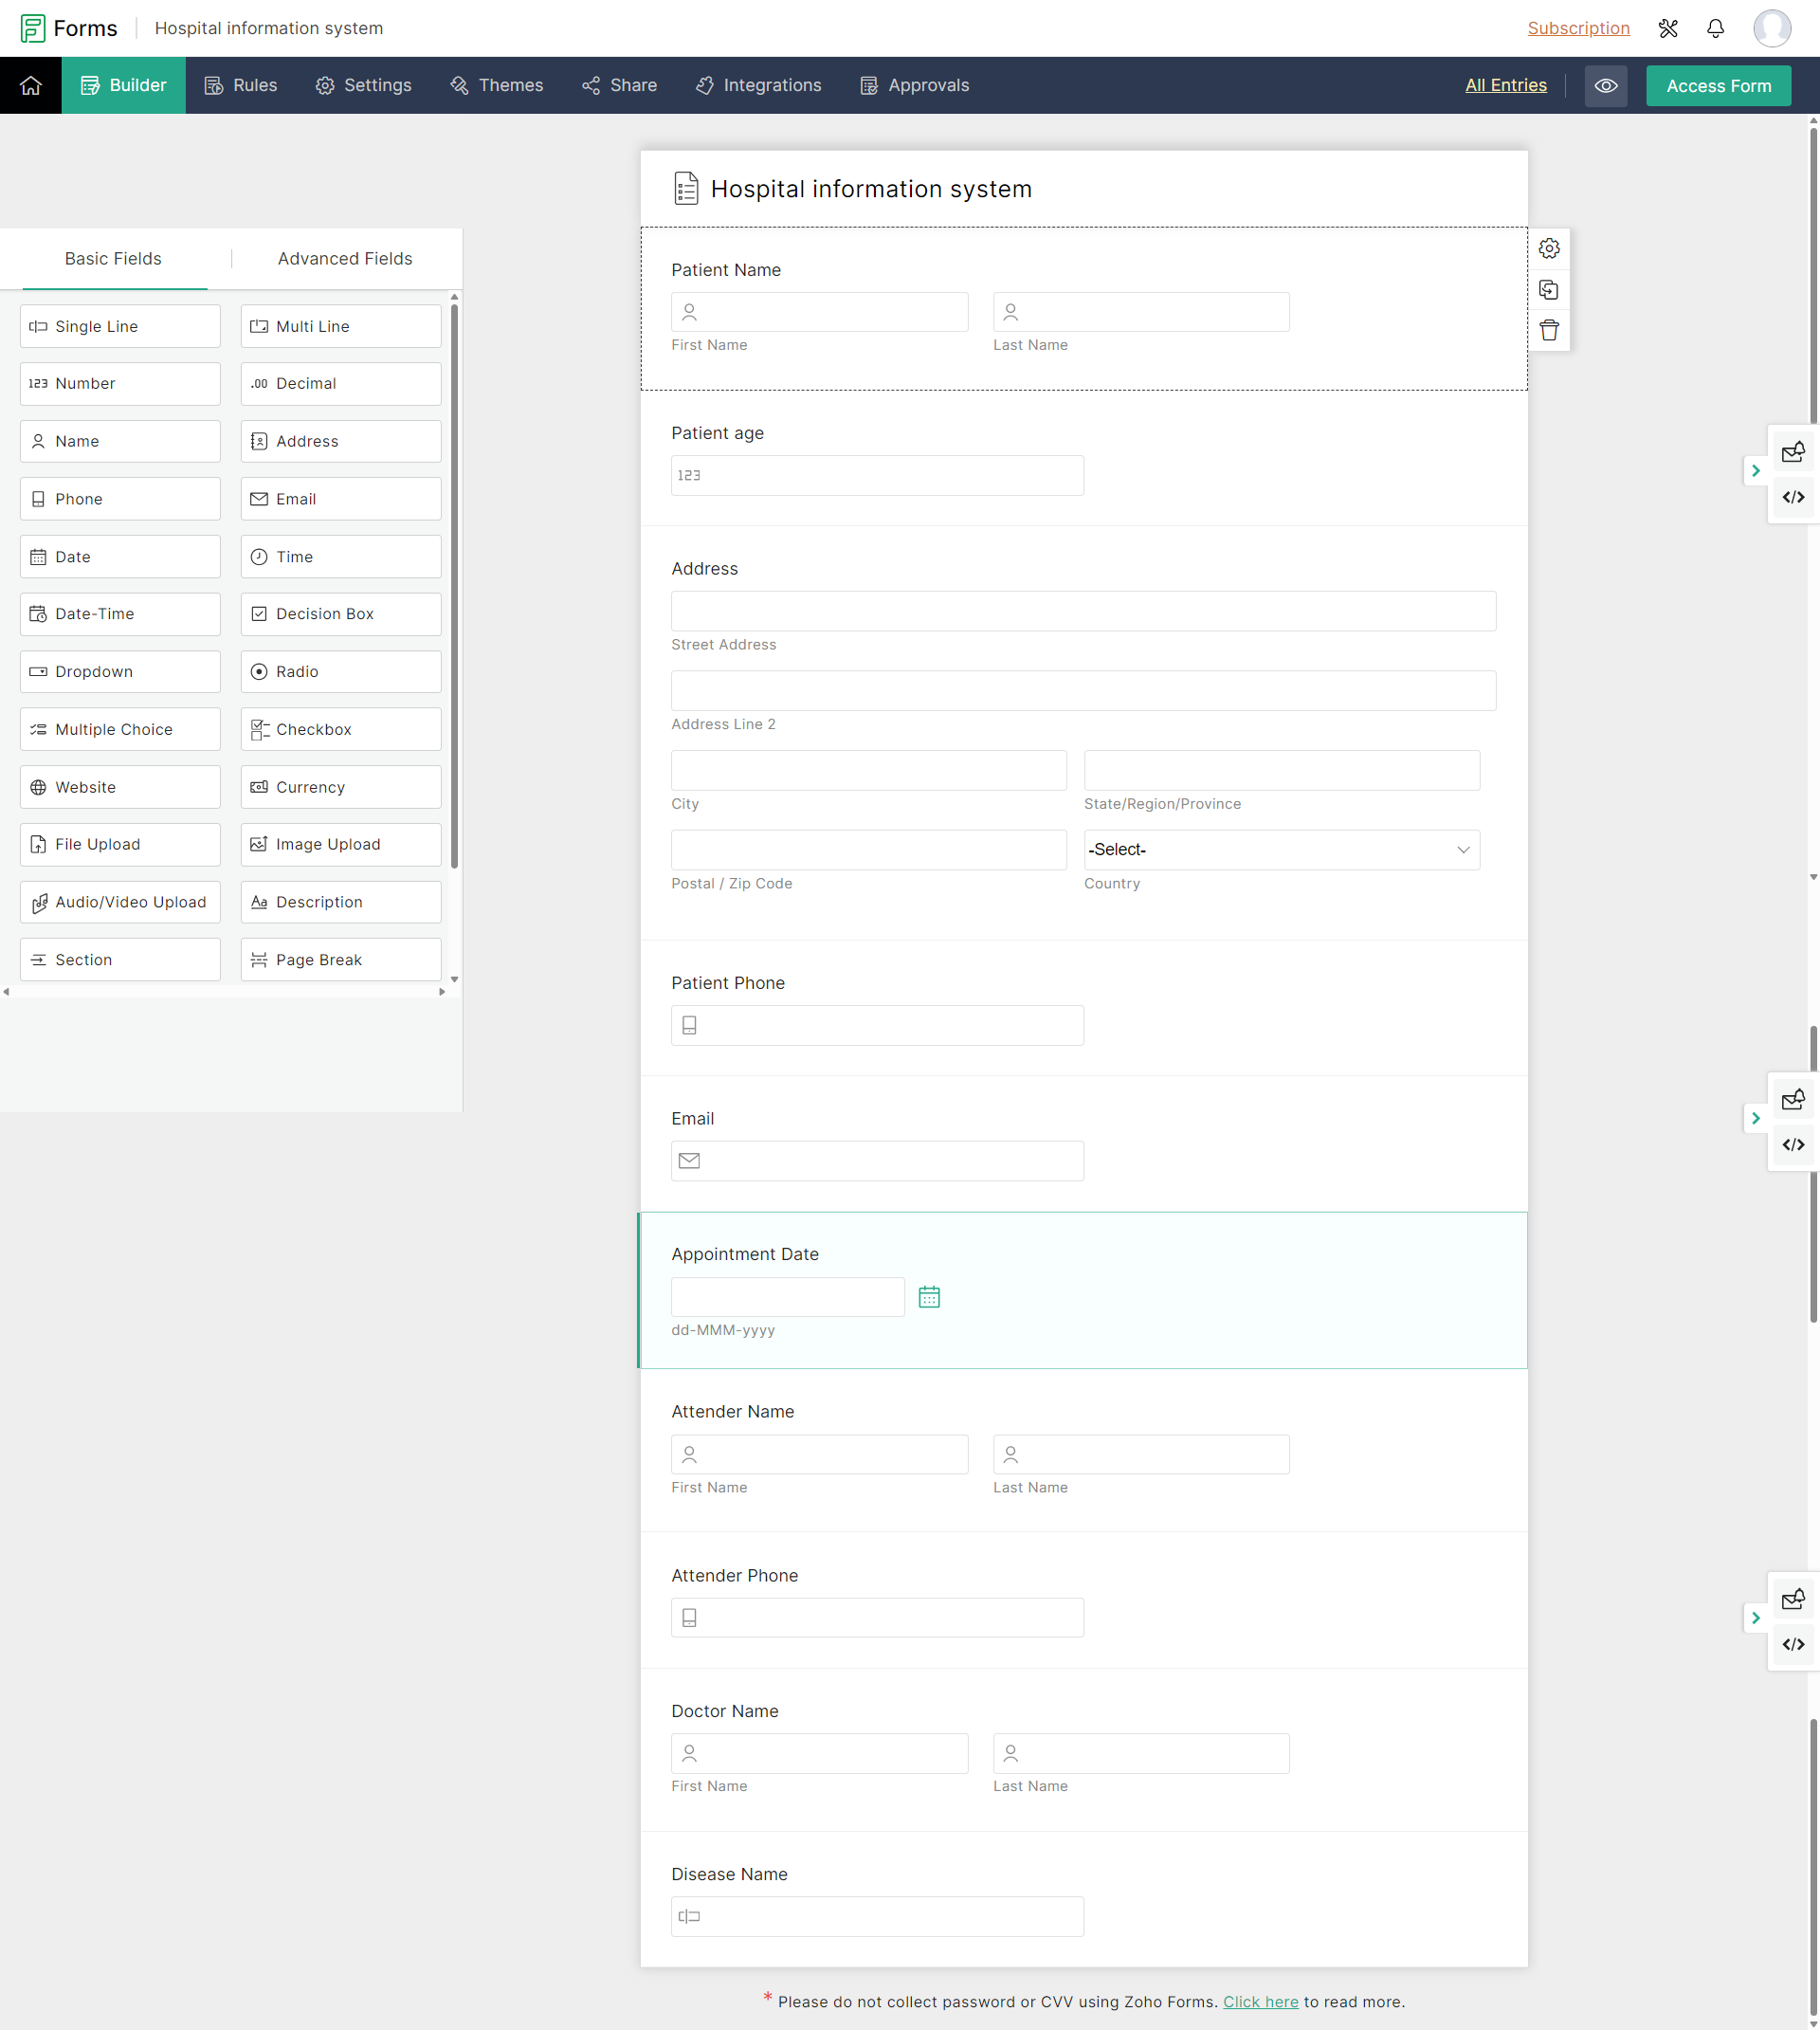 Forms
Hospital information system
Subscription
Builder
Rules
Settings
Themes
Share
Integrations
Approvals
All Entries
Access Form
Basic Fields
Advanced Fields
Single Line
Multi Line
123 Number
.00 Decimal
Name
Address
Phone
Email
Date
Time
Date-Time
Decision Box
Dropdown
Radio
Multiple Choice
Checkbox
Website
Currency
File Upload
Image Upload
Audio/Video Upload
Aa Description
Section
Page Break
Hospital information system
Patient Name
First Name
Last Name
Patient age
123
Address
Street Address
Address Line 2
City
State/Region/Province
-Select-
Postal / Zip Code
Country
Patient Phone
Email
Appointment Date
dd-MMM-yyyy
Attender Name
First Name
Last Name
Attender Phone
Doctor Name
First Name
Last Name
Disease Name
* Please do not collect password or CVV using Zoho Forms. Click here to read more.